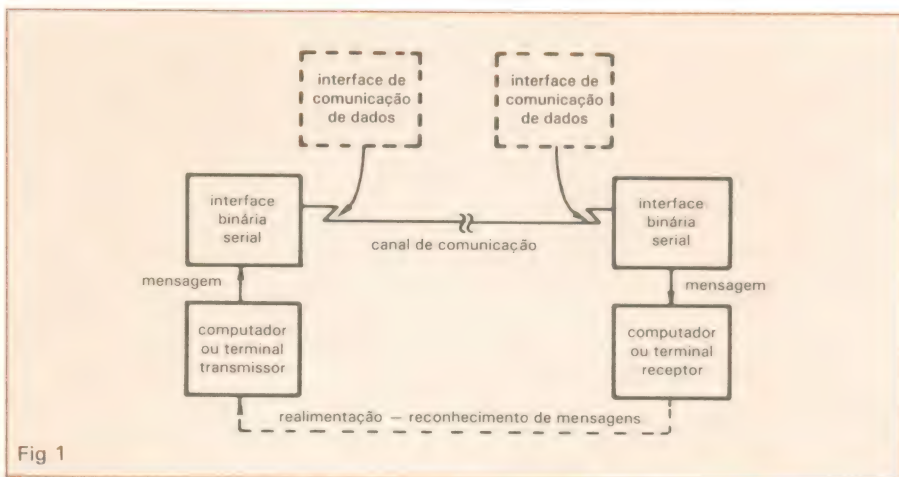 interface de
comunicação
de dados
interface de
comunicação
de dados
interface
binária
serial
interface
binária
serial
canal de comunicação
mensagem
mensagem
computador
ou terminal
transmissor
computador
ou terminal
receptor
realimentação — reconhecimento de mensagens
Fig 1